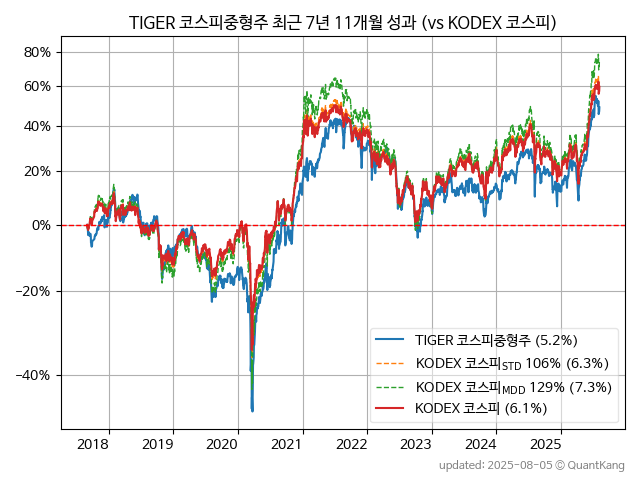 TIGER 코스피중형주 최근 7년 11개월 성과 (vs KODEX 코스피)
80%
60%
40%
20%
0%
−20%
−40%
TIGER 코스피중형주 (5.2%)
KODEX 코스피STD 106% (6.3%)
KODEX 코스피MDD 129% (7.3%)
KODEX 코스피 (6.1%)
2018 2019 2020 2021 2022 2023 2024 2025
updated: 2025-08-05 © QuantKang